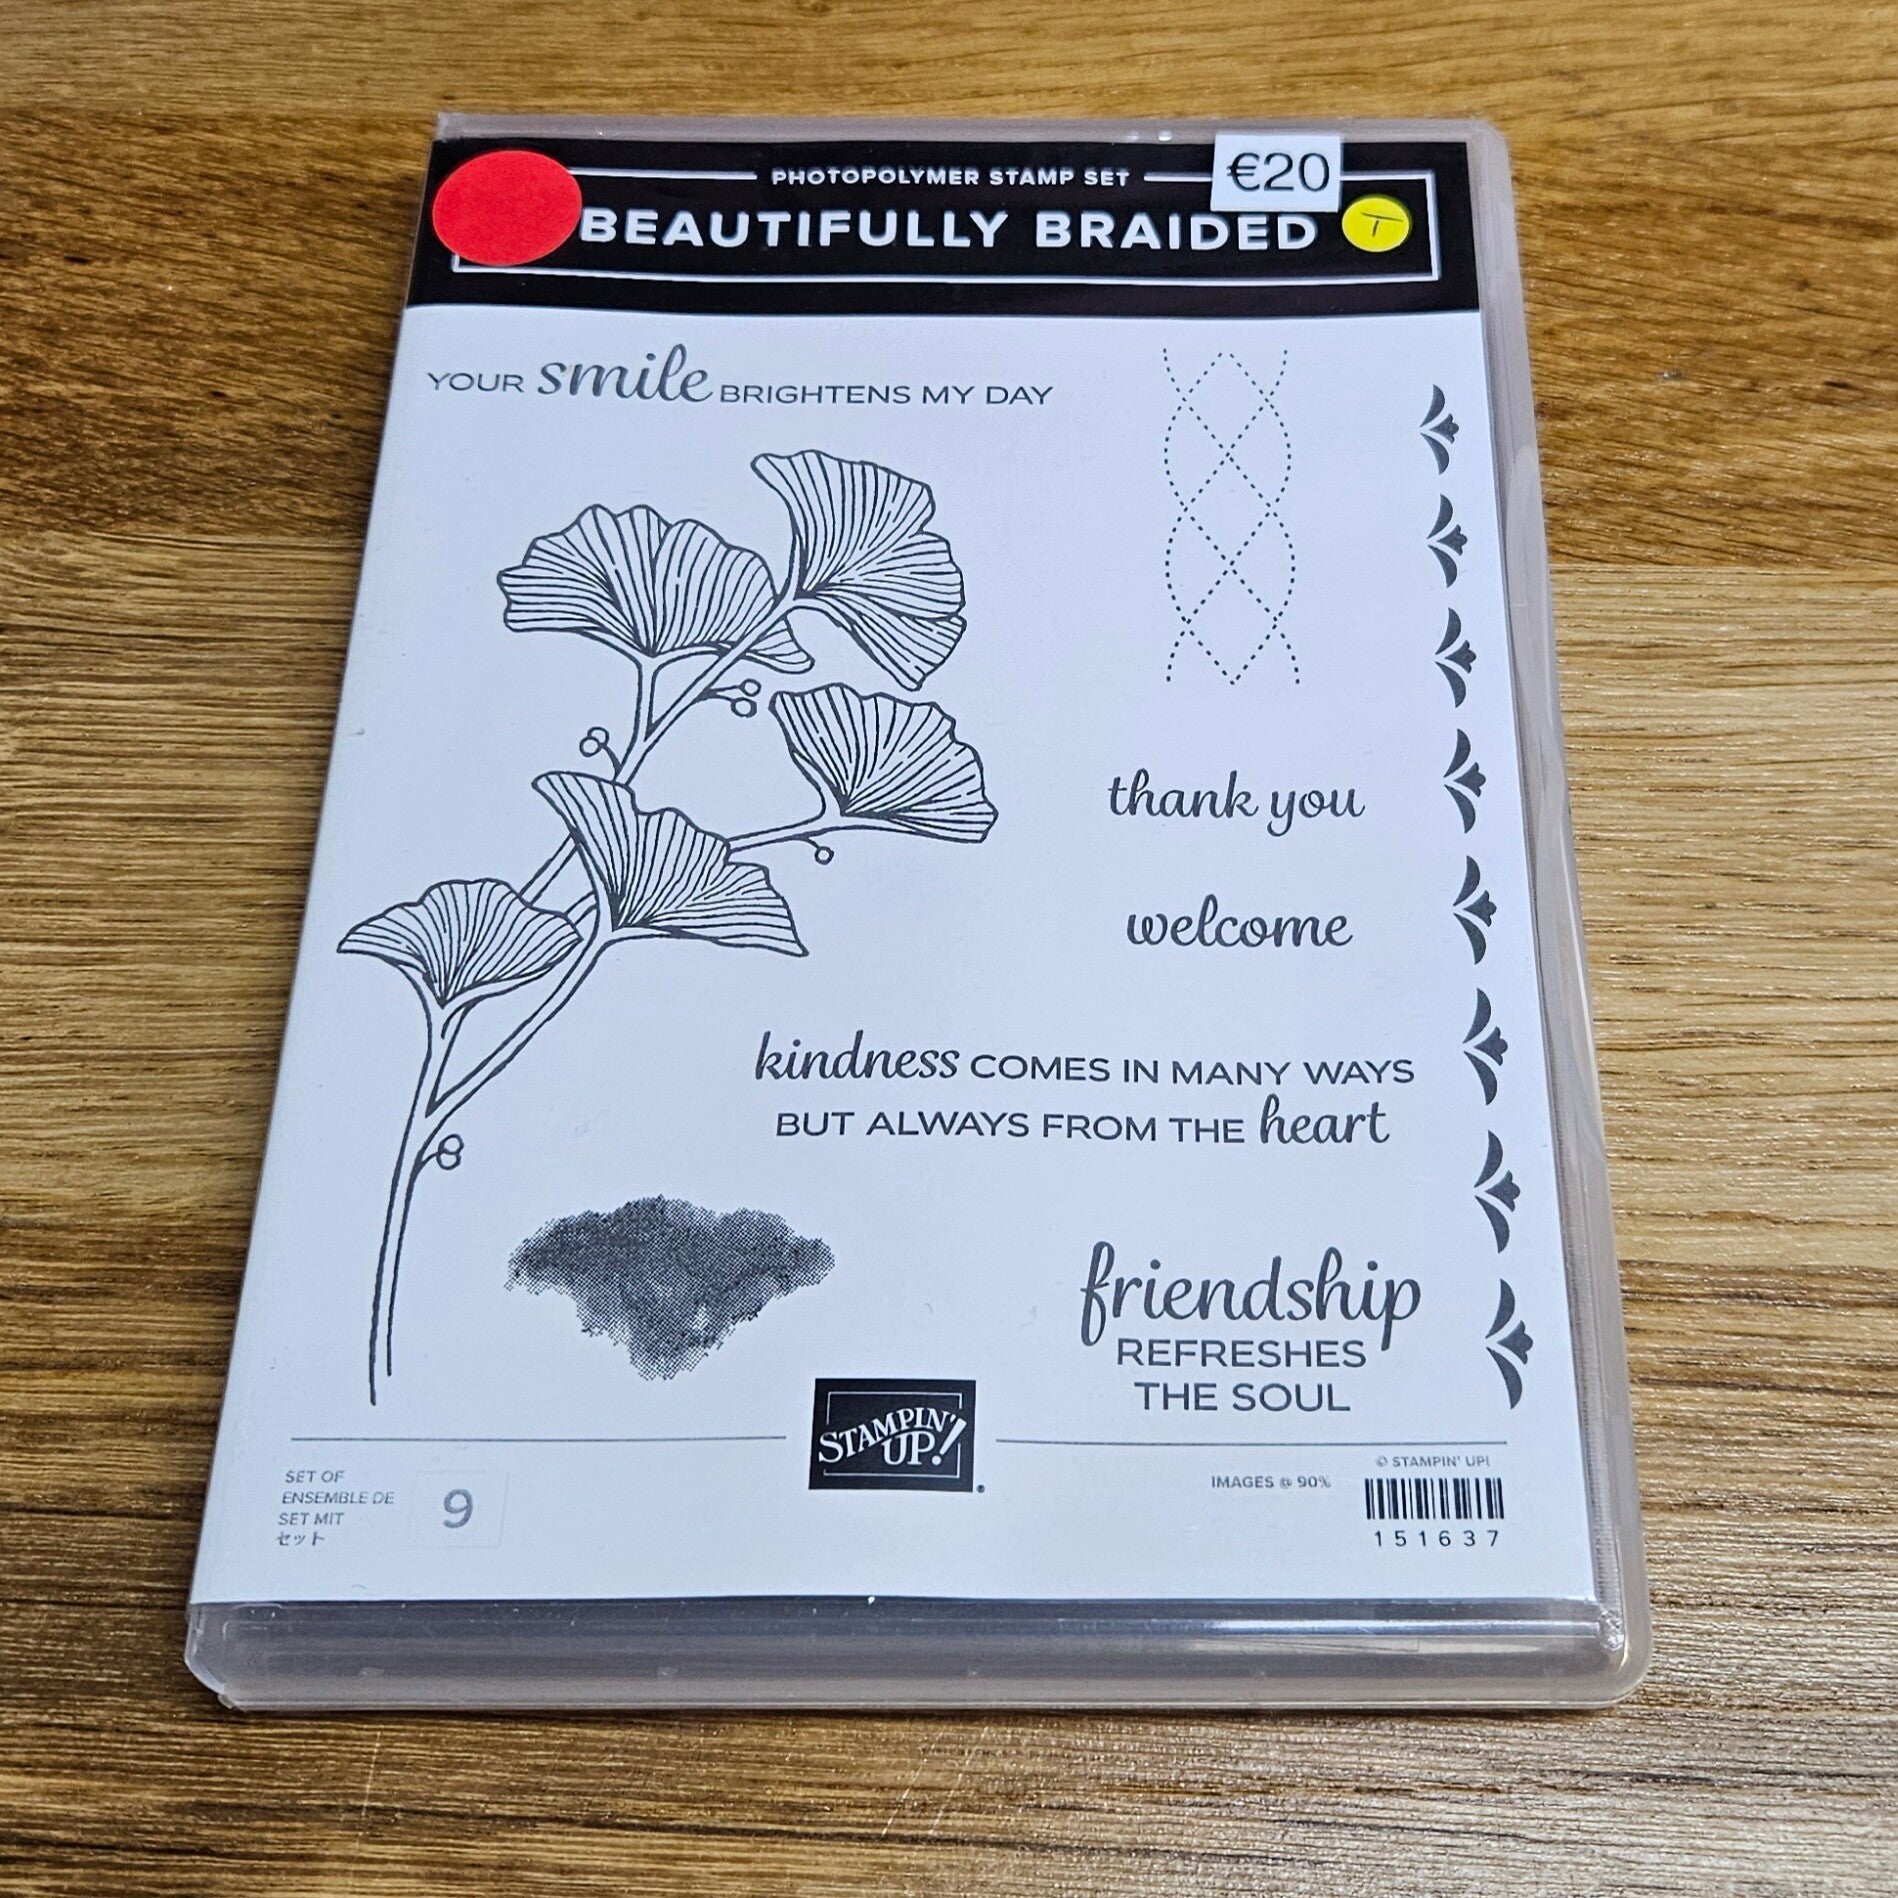 PHOTOPOLYMER STAMP SET
€20
BEAUTIFULLY BRAIDED
T
YOUR smile BRIGHTENS MY DAY
thank you
welcome
kindness COMES IN MANY WAYS
BUT ALWAYS FROM THE heart
friendship
REFRESHES
THE SOUL
STAMPIN'
UP!
SET OF
ENSEMBLE DE
SET MIT
セット
9
IMAGES @ 90%
© STAMPIN' UP!
151637